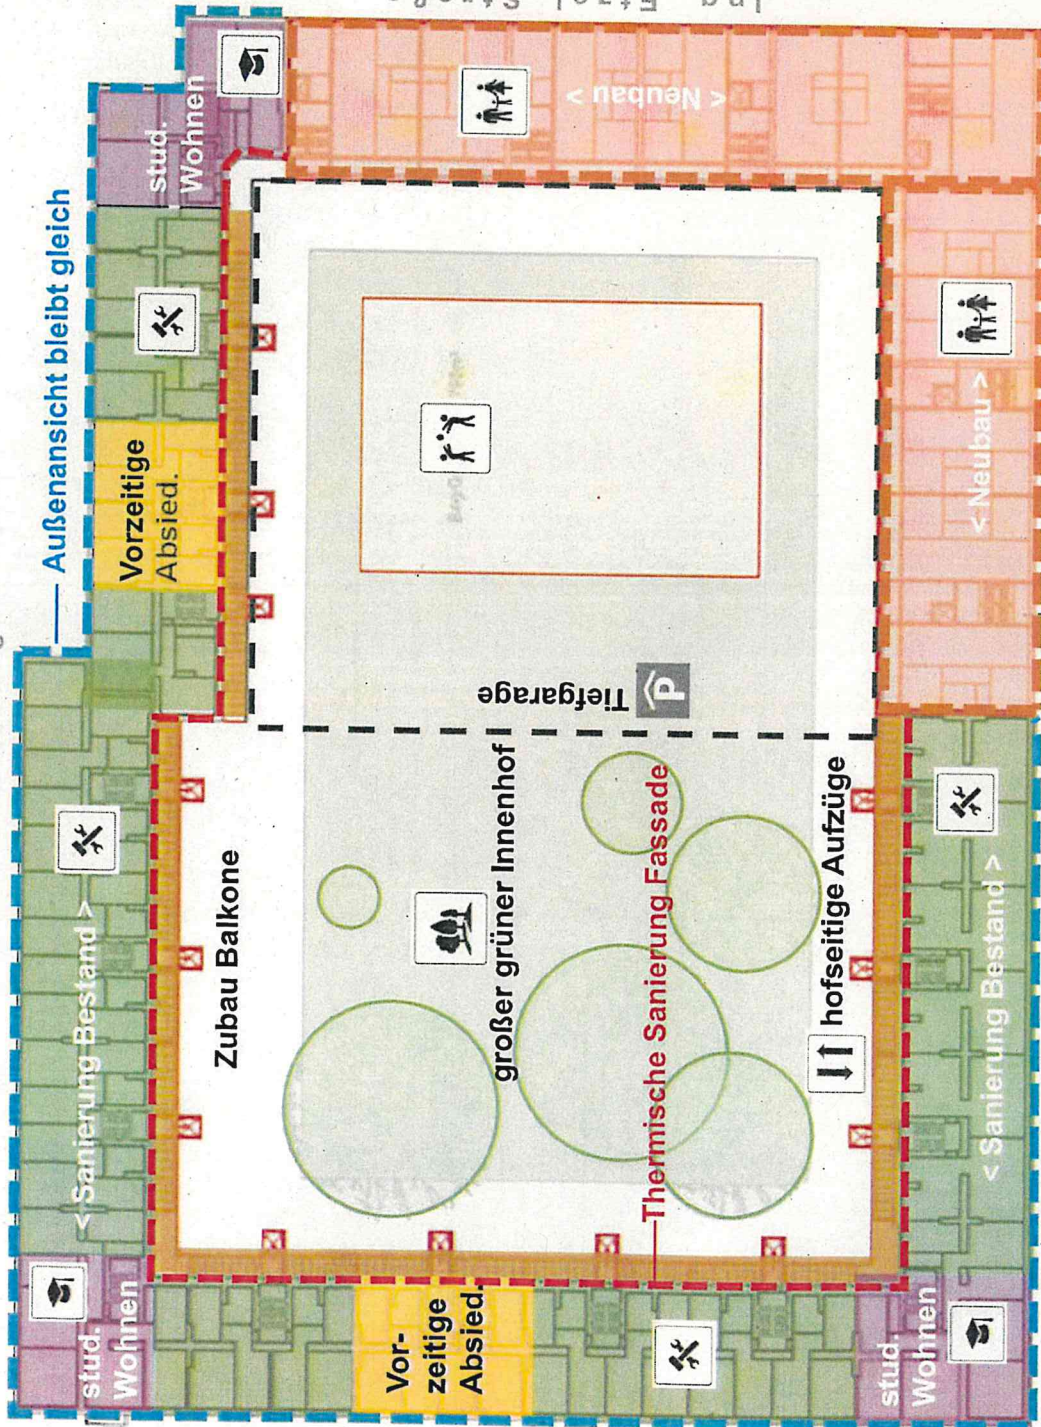 Außenansicht bleibt gleich
stud.
Wohnen
Vorzeitige
Absied.
< Neubau >
< Neubau >
Tiefgarage
P
< Sanierung Bestand >
Zubau Balkone
großer grüner Innenhof
Thermische Sanierung Fassade
hofseitige Aufzüge
< Sanierung Bestand >
stud.
Wohnen
Vor-
zeitige
Absied.
stud.
Wohnen